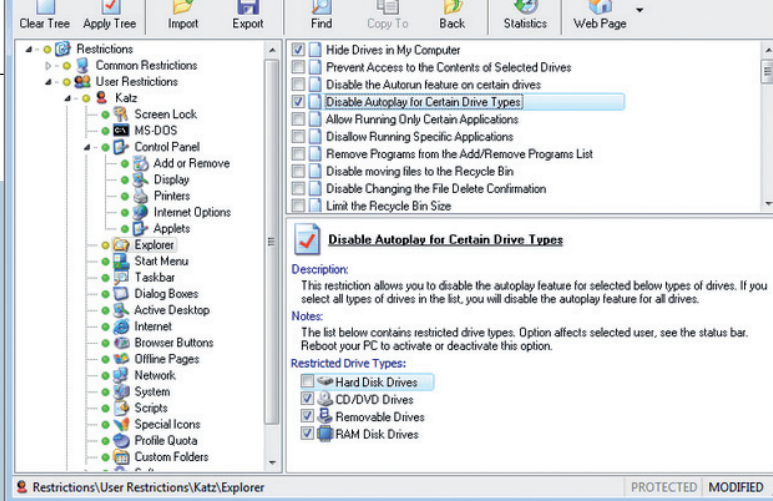 Clear Tree Apply Tree Import Export Find Copy To Back Statistics Web Page
Restrictions
Common Restrictions
User Restrictions
Katz
Screen Lock
MS-DOS
Control Panel
Add or Remove
Display
Printers
Internet Options
Applets
Explorer
Start Menu
Taskbar
Dialog Boxes
Active Desktop
Internet
Browser Buttons
Offline Pages
Network
System
Scripts
Special Icons
Profile Quota
Custom Folders
Hide Drives in My Computer
Prevent Access to the Contents of Selected Drives
Disable the Autorun feature on certain drives
Disable Autoplay for Certain Drive Types
Allow Running Only Certain Applications
Disallow Running Specific Applications
Remove Programs from the Add/Remove Programs List
Disable moving files to the Recycle Bin
Disable Changing the File Delete Confirmation
Limit the Recycle Bin Size
Disable Autoplay for Certain Drive Types
Description:
This restriction allows you to disable the autoplay feature for selected below types of drives. If you
select all types of drives in the list, you will disable the autoplay feature for all drives.
Notes:
The list below contains restricted drive types. Option affects selected user, see the status bar.
Reboot your PC to activate or deactivate this option.
Restricted Drive Types:
Hard Disk Drives
CD/DVD Drives
Removable Drives
RAM Disk Drives
Restrictions\User Restrictions\Katz\Explorer PROTECTED MODIFIED